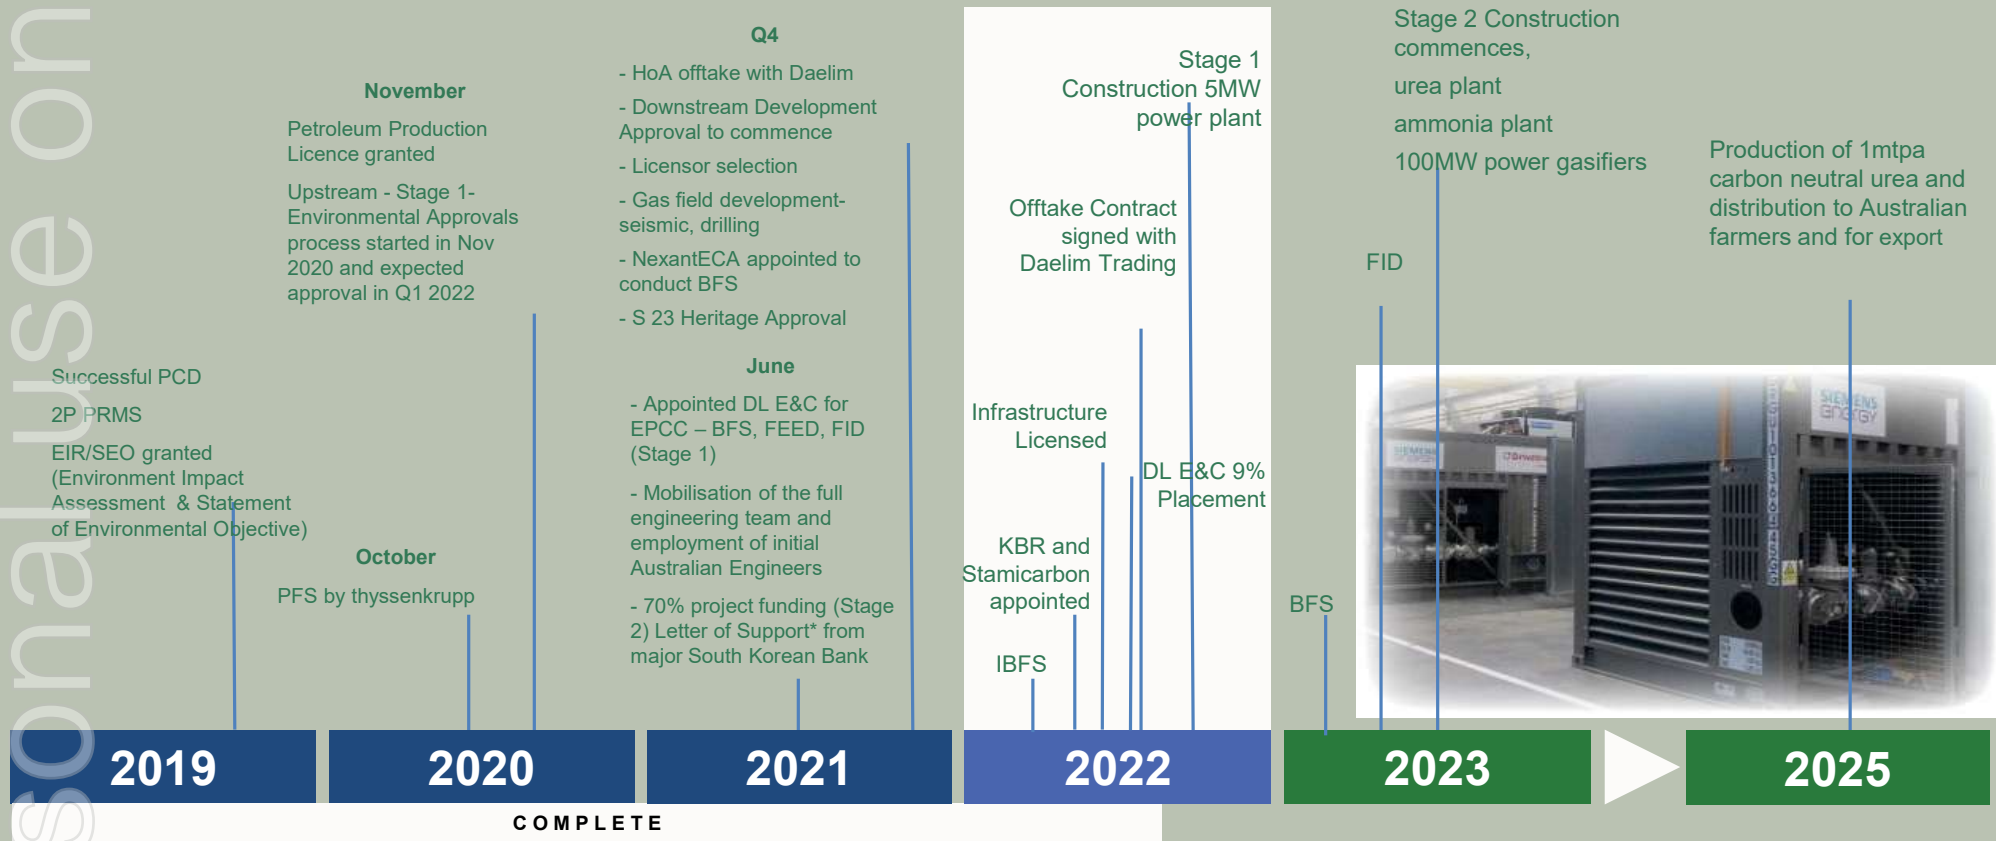 sonal use on
Successful PCD
2P PRMS
EIR/SEO granted
(Environment Impact
Assessment & Statement
of Environmental Objective)
November
Petroleum Production
Licence granted
Upstream - Stage 1-
Environmental Approvals
process started in Nov
2020 and expected
approval in Q1 2022
October
PFS by thyssenkrupp
Q4
- HoA offtake with Daelim
- Downstream Development
Approval to commence
- Licensor selection
- Gas field development-
seismic, drilling
- NexantECA appointed to
conduct BFS
- S 23 Heritage Approval
June
- Appointed DL E&C for
EPCC – BFS, FEED, FID
(Stage 1)
- Mobilisation of the full
engineering team and
employment of initial
Australian Engineers
- 70% project funding (Stage
2) Letter of Support* from
major South Korean Bank
Stage 1
Construction 5MW
power plant
Offtake Contract
signed with
Daelim Trading
Infrastructure
Licensed
DL E&C 9%
Placement
KBR and
Stamicarbon
appointed
IBFS
Stage 2 Construction
commences,
urea plant
ammonia plant
100MW power gasifiers
FID
BFS
Production of 1mtpa
carbon neutral urea and
distribution to Australian
farmers and for export
SIEMENS
energy
SIEMENS
energy
2019
2020
2021
2022
2023
2025
COMPLETE